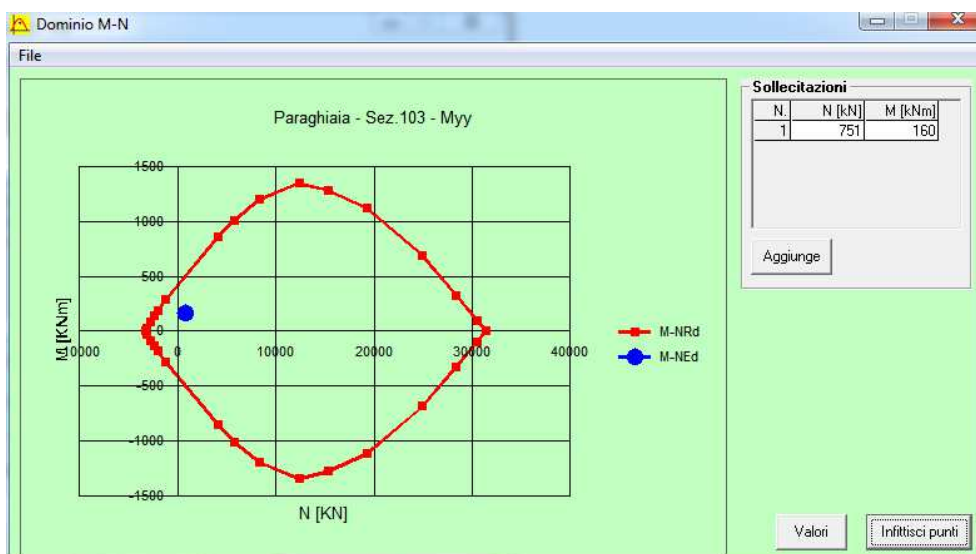 Dominio M-N
File
Paraghiaia - Sez.103 - Myy
1500
1000
500
0
-500
-1000
-1500
M [KNm]
-10000 0 10000 20000 30000 40000
N [KN]
M-NRd
M-NEd
Sollecitazioni
N. N [kN] M [kNm]
1 751 160
Aggiunge
Valori
Infittisci punti